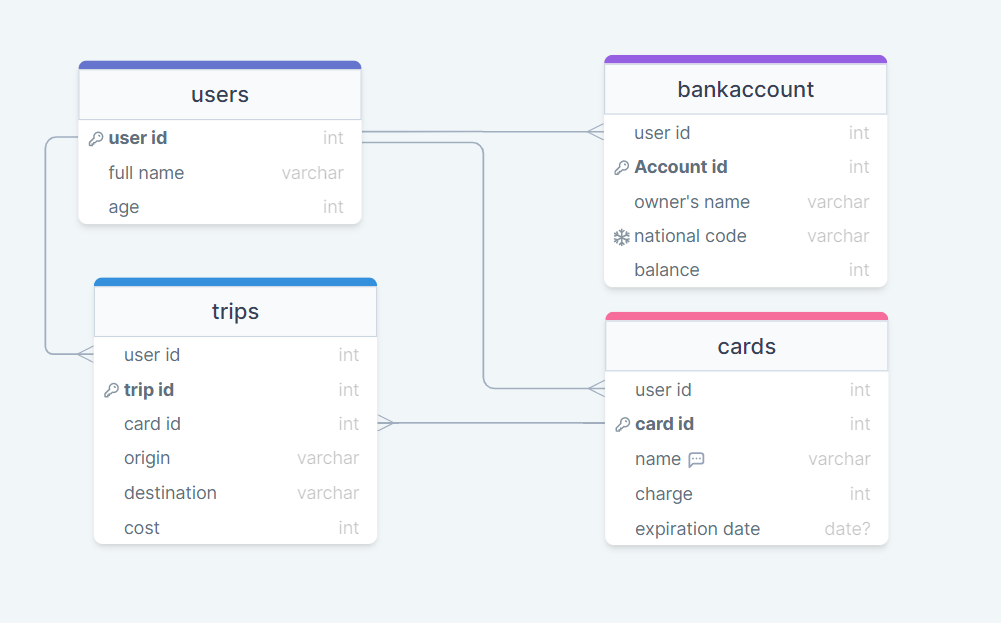 users
user id int
full name varchar
age int
bankaccount
user id int
Account id int
owner's name varchar
national code varchar
balance int
trips
user id int
trip id int
card id int
origin varchar
destination varchar
cost int
cards
user id int
card id int
name varchar
charge int
expiration date date?